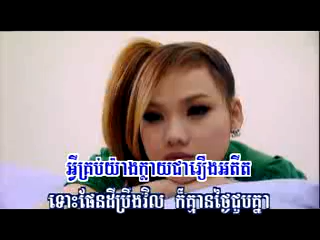 អ្វីគ្រប់យ៉ាងក្លាយជារឿងអតីត
ទោះផែនដីប្រឹងវិល ក៏គ្មានថ្ងៃជួបគ្នា